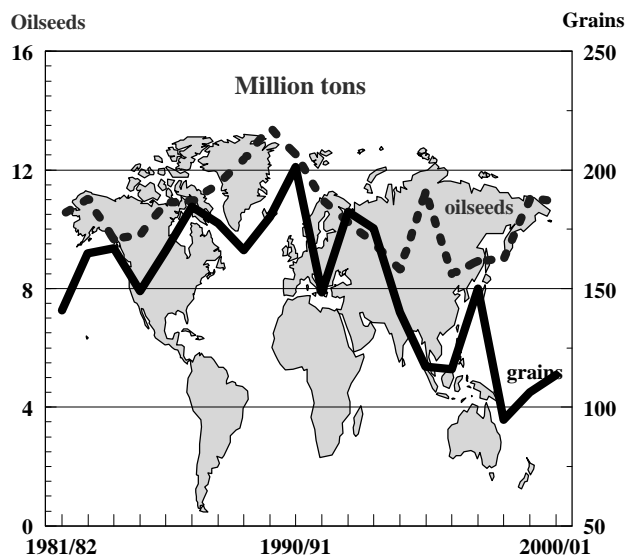 Oilseeds Grains
16 250
Million tons
12 200
oilseeds
8 150
grains
4 100
0 50
1981/82 1990/91 2000/01